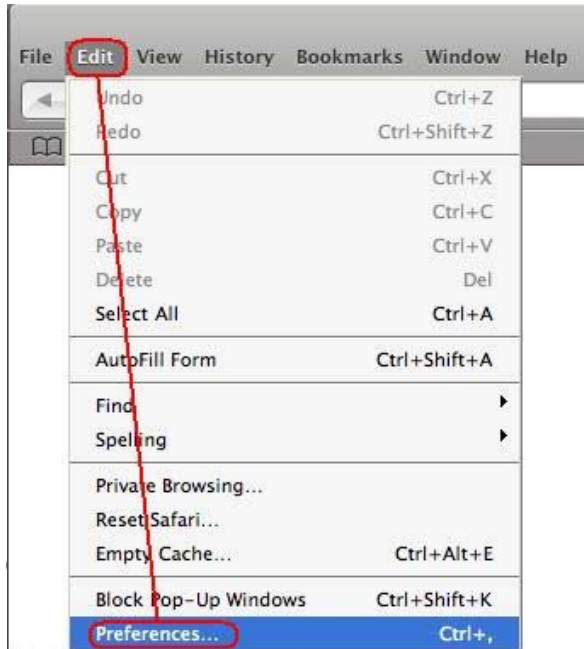 File Edit View History Bookmarks Window Help
Undo Ctrl+Z
Redo Ctrl+Shift+Z
Cut Ctrl+X
Copy Ctrl+C
Paste Ctrl+V
Delete Del
Select All Ctrl+A
AutoFill Form Ctrl+Shift+A
Find
Spelling
Private Browsing...
Reset Safari...
Empty Cache... Ctrl+Alt+E
Block Pop-Up Windows Ctrl+Shift+K
Preferences... Ctrl+,